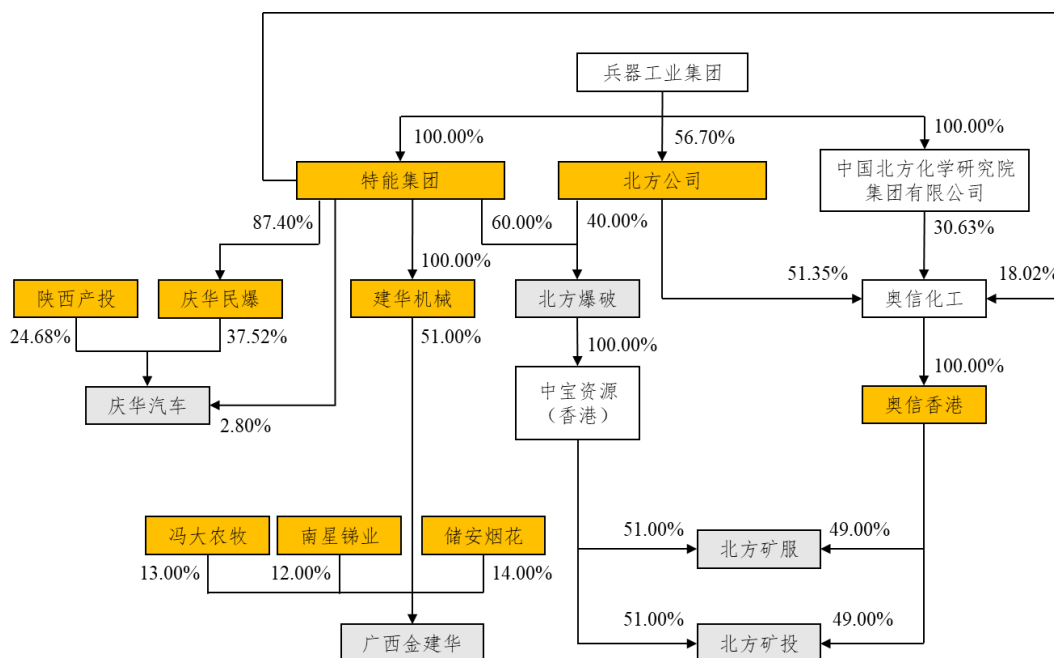 兵器工业集团
100.00%
56.70%
100.00%
特能集团
北方公司
中国北方化学研究院
集团有限公司
87.40%
60.00%
40.00%
30.63%
100.00%
51.35%
18.02%
陕西产投
庆华民爆
建华机械
北方爆破
奥信化工
24.68%
37.52%
51.00%
100.00%
100.00%
庆华汽车
中宝资源
（香港）
奥信香港
2.80%
冯大农牧
南星锑业
储安烟花
51.00%
北方矿服
49.00%
13.00%
12.00%
14.00%
广西金建华
51.00%
北方矿投
49.00%